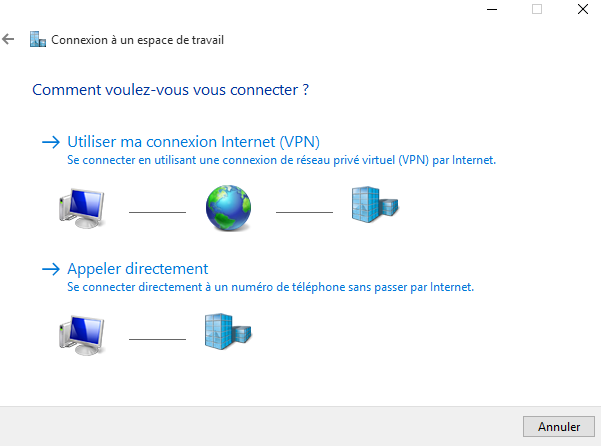 Connexion à un espace de travail
Comment voulez-vous vous connecter ?
Utiliser ma connexion Internet (VPN)
Se connecter en utilisant une connexion de réseau privé virtuel (VPN) par Internet.
Appeler directement
Se connecter directement à un numéro de téléphone sans passer par Internet.
Annuler